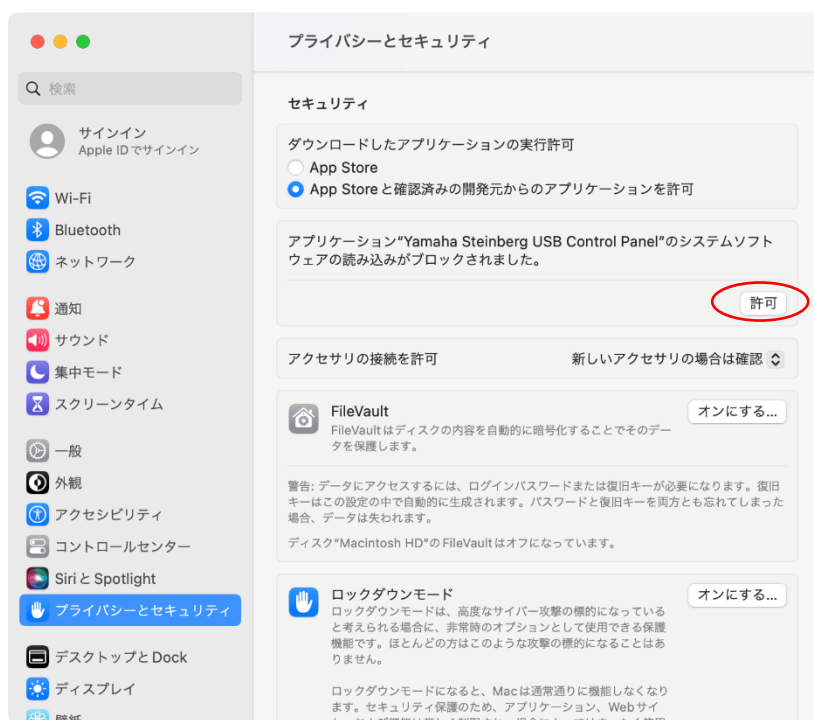 プライバシーとセキュリティ
検索
サインイン
Apple IDでサインイン
Wi-Fi
Bluetooth
ネットワーク
通知
サウンド
集中モード
スクリーンタイム
一般
外観
アクセシビリティ
コントロールセンター
SiriとSpotlight
プライバシーとセキュリティ
デスクトップとDock
ディスプレイ
壁紙
セキュリティ
ダウンロードしたアプリケーションの実行許可
App Store
App Storeと確認済みの開発元からのアプリケーションを許可
アプリケーション“Yamaha Steinberg USB Control Panel”のシステムソフト
ウェアの読み込みがブロックされました。
許可
アクセサリの接続を許可
新しいアクセサリの場合は確認
FileVault
オンにする...
FileVaultはディスクの内容を自動的に暗号化することでそのデー
タを保護します。
警告: データにアクセスするには、ログインパスワードまたは復旧キーが必要になります。復旧
キーはこの設定の中で自動的に生成されます。パスワードと復旧キーを両方とも忘れてしまった
場合、データは失われます。
ディスク“Macintosh HD”のFileVaultはオフになっています。
ロックダウンモード
オンにする...
ロックダウンモードは、高度なサイバー攻撃の標的になっている
と考えられる場合に、非常時のオプションとして使用できる保護
機能です。ほとんどの方はこのような攻撃の標的になることはあ
りません。
ロックダウンモードになると、Macは通常通りに機能しなくなり
ます。セキュリティ保護のため、アプリケーション、Webサイ